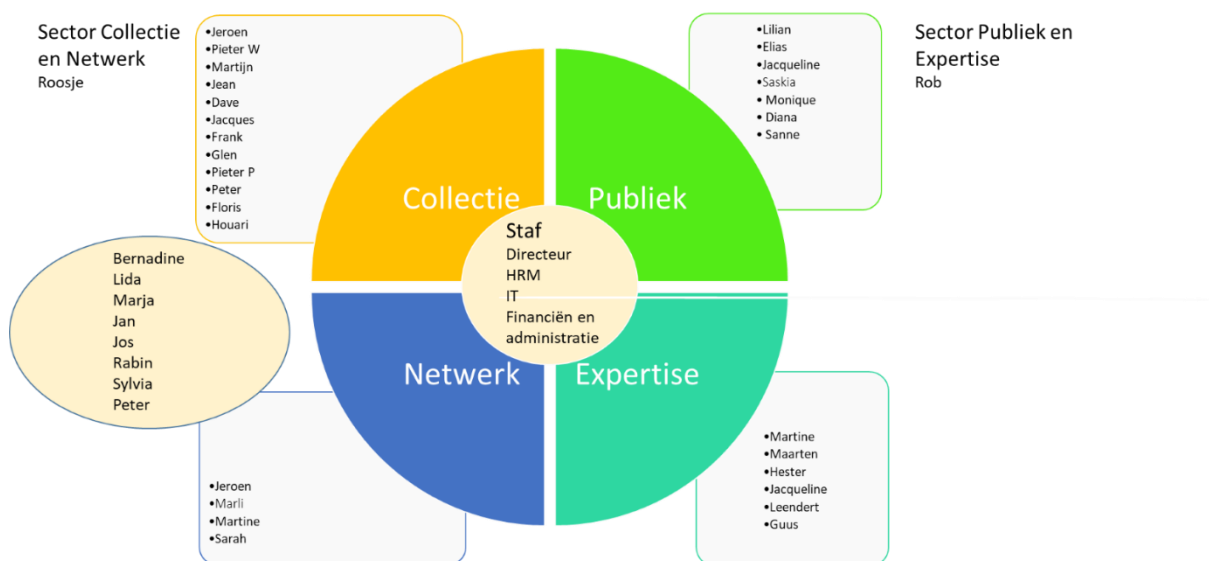 Sector Collectie
en Netwerk
Roosje
•Jeroen
•Pieter W
•Martijn
•Jean
•Dave
•Jacques
•Frank
•Glen
•Pieter P
•Peter
•Floris
•Houari
•Lilian
•Elias
•Jacqueline
•Saskia
• Monique
• Diana
• Sanne
Sector Publiek en
Expertise
Rob
Collectie
Publiek
Staf
Directeur
HRM
IT
Financiën en
administratie
Bernadine
Lida
Marja
Jan
Jos
Rabin
Sylvia
Peter
Netwerk
Expertise
•Jeroen
•Marli
•Martine
•Sarah
•Martine
•Maarten
•Hester
•Jacqueline
•Leendert
•Guus